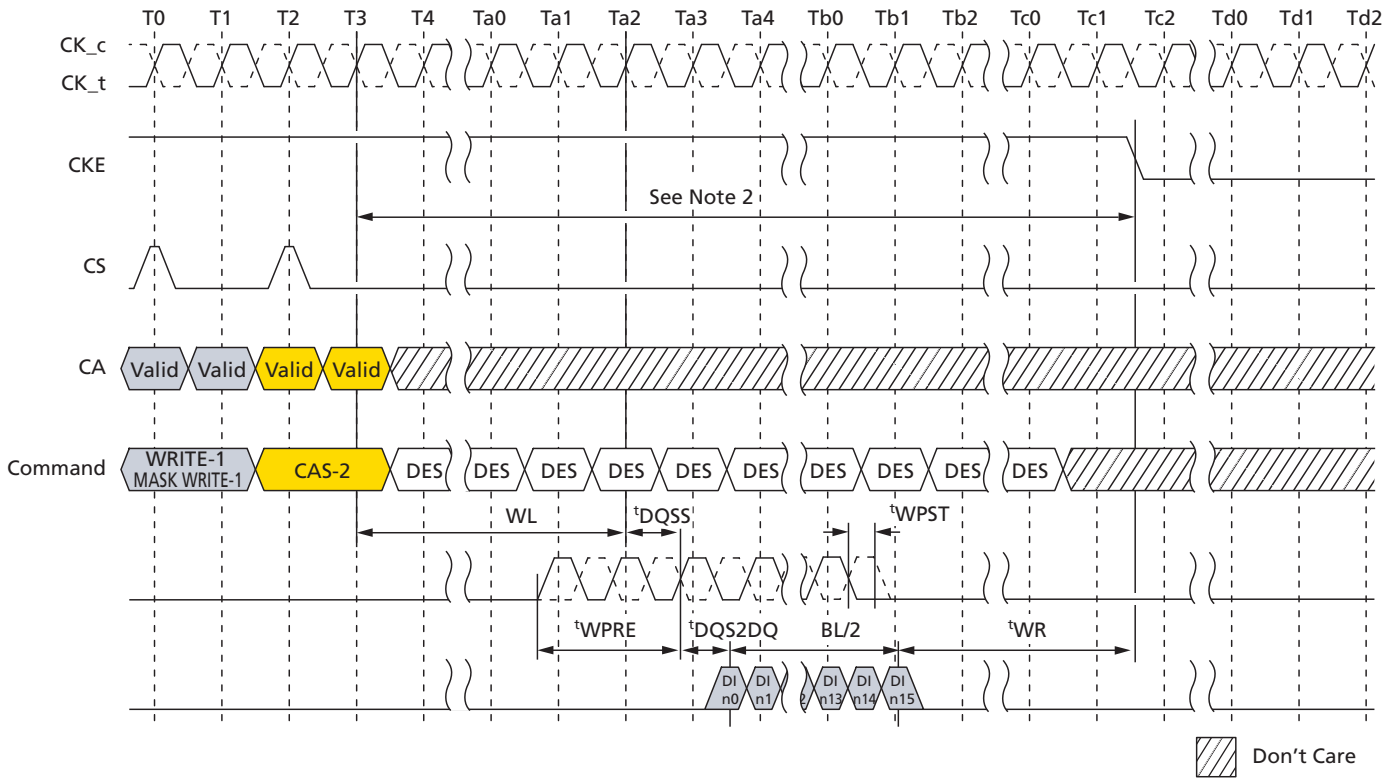 T0 T1 T2 T3 T4 Ta0 Ta1 Ta2 Ta3 Ta4 Tb0 Tb1 Tb2 Tc0 Tc1 Tc2 Td0 Td1 Td2
CK_c
CK_t
CKE
See Note 2
CS
CA Valid Valid Valid Valid
Command WRITE-1 MASK WRITE-1 CAS-2 DES DES DES DES DES DES DES DES DES DES
WL tDQSS tWPST
tWPRE tDQS2DQ BL/2 tWR
DI n0 DI n1 2 DI n13 DI n14 DI n15
Don't Care